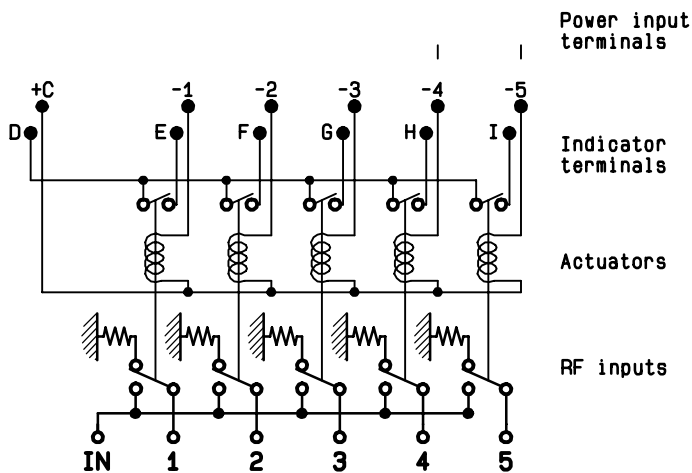 Power input
terminals
+C -1 -2 -3 -4 -5
D E F G H I
Indicator
terminals
Actuators
RF inputs
IN 1 2 3 4 5